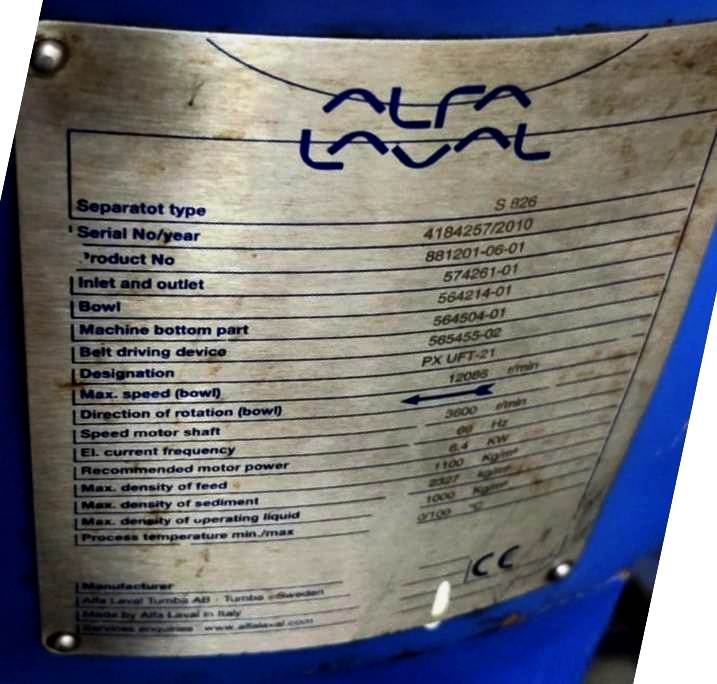 ALFA
LAVAL
Separatot type S 826
Serial No/year 4184257/2010
Product No 881201-06-01
Inlet and outlet 574261-01
Bowl 564214-01
Machine bottom part 564504-01
Belt driving device 565455-02
Designation PX UFT-21
Max. speed (bowl) 12086 r/min
Direction of rotation (bowl)
Speed motor shaft 3600 r/min
El. current frequency 60 Hz
Recommended motor power 6.4 KW
Max. density of feed 1100 Kg/m³
Max. density of sediment 2327 kg/m³
Max. density of operating liquid 1000 Kg/m³
Process temperature min./max 0/100 °C
CE
Manufacturer
Alfa Laval Tumba AB - Tumba - Sweden
Made by Alfa Laval in Italy
Services enquiries www.alfalaval.com